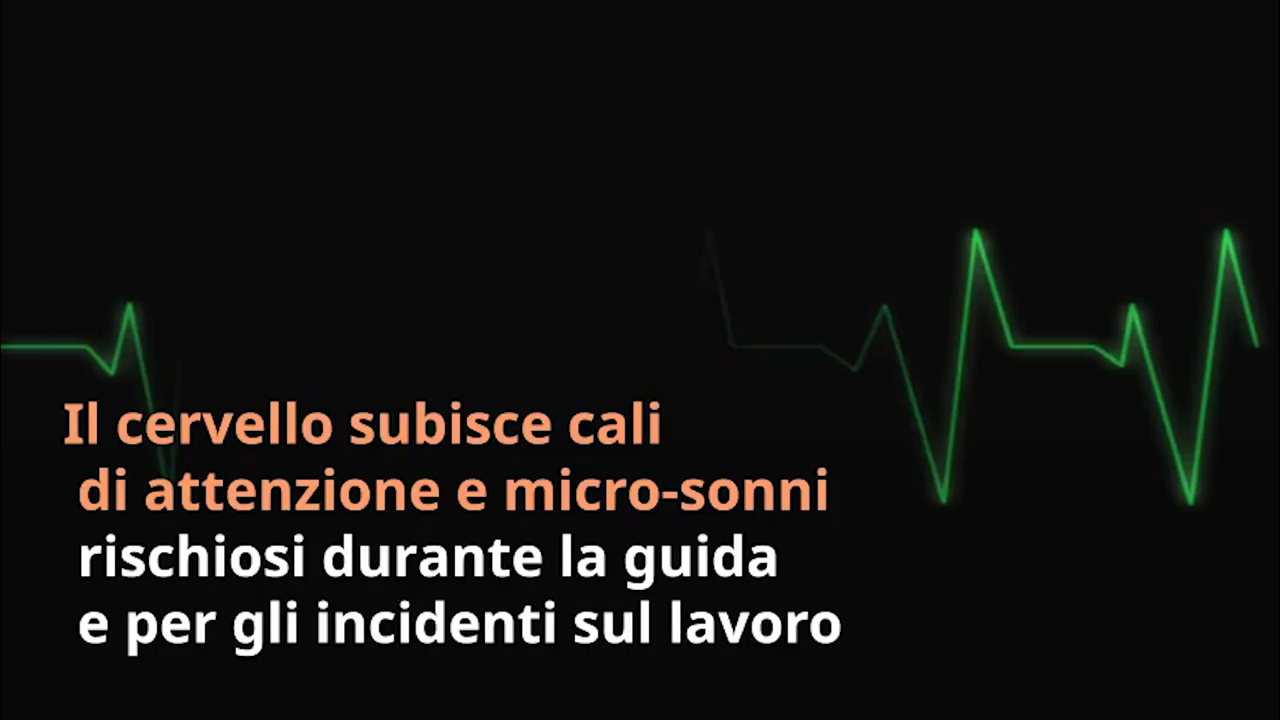 Il cervello subisce cali
di attenzione e micro-sonni
rischiosi durante la guida
e per gli incidenti sul lavoro